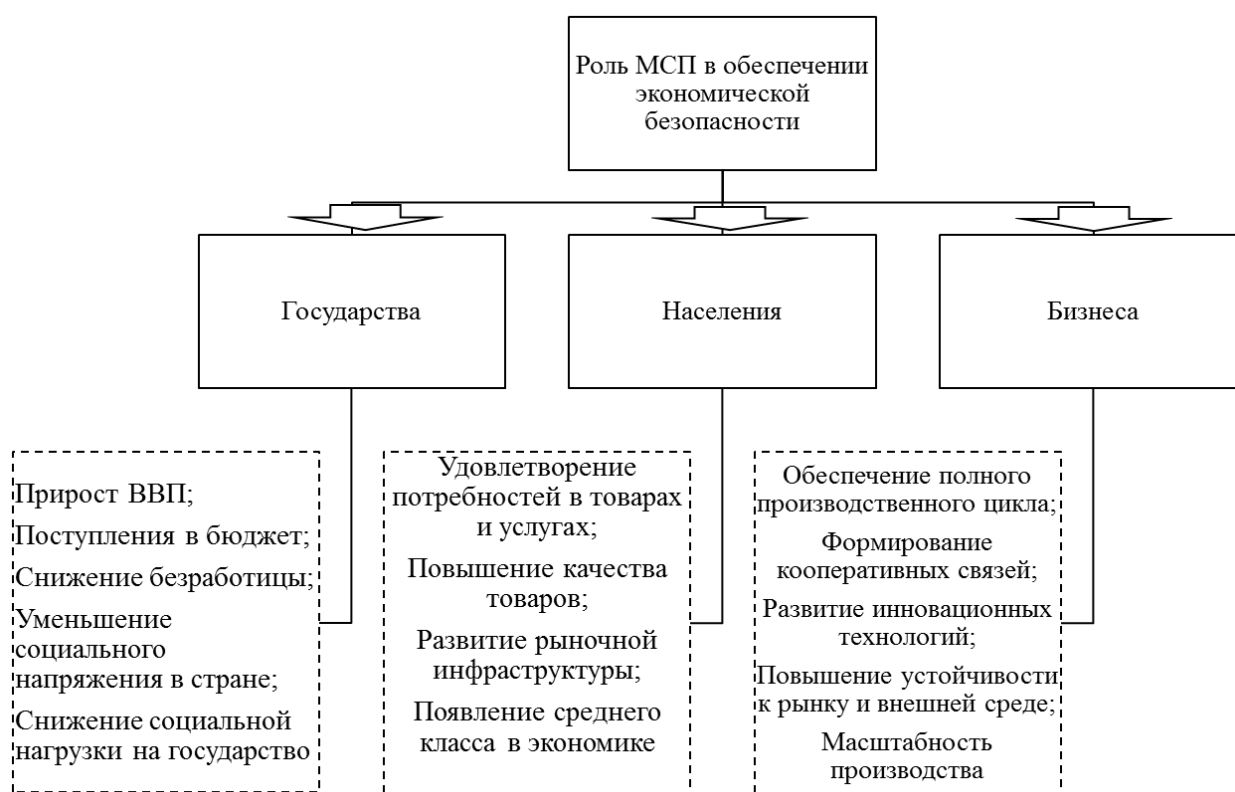 Роль МСП в обеспечении
экономической
безопасности
Государства
Населения
Бизнеса
Прирост ВВП;
Поступления в бюджет;
Снижение безработицы;
Уменьшение
социального
напряжения в стране;
Снижение социальной
нагрузки на государство
Удовлетворение
потребностей в товарах
и услугах;
Повышение качества
товаров;
Развитие рыночной
инфраструктуры;
Появление среднего
класса в экономике
Обеспечение полного
производственного цикла;
Формирование
кооперативных связей;
Развитие инновационных
технологий;
Повышение устойчивости
к рынку и внешней среде;
Масштабность
производства